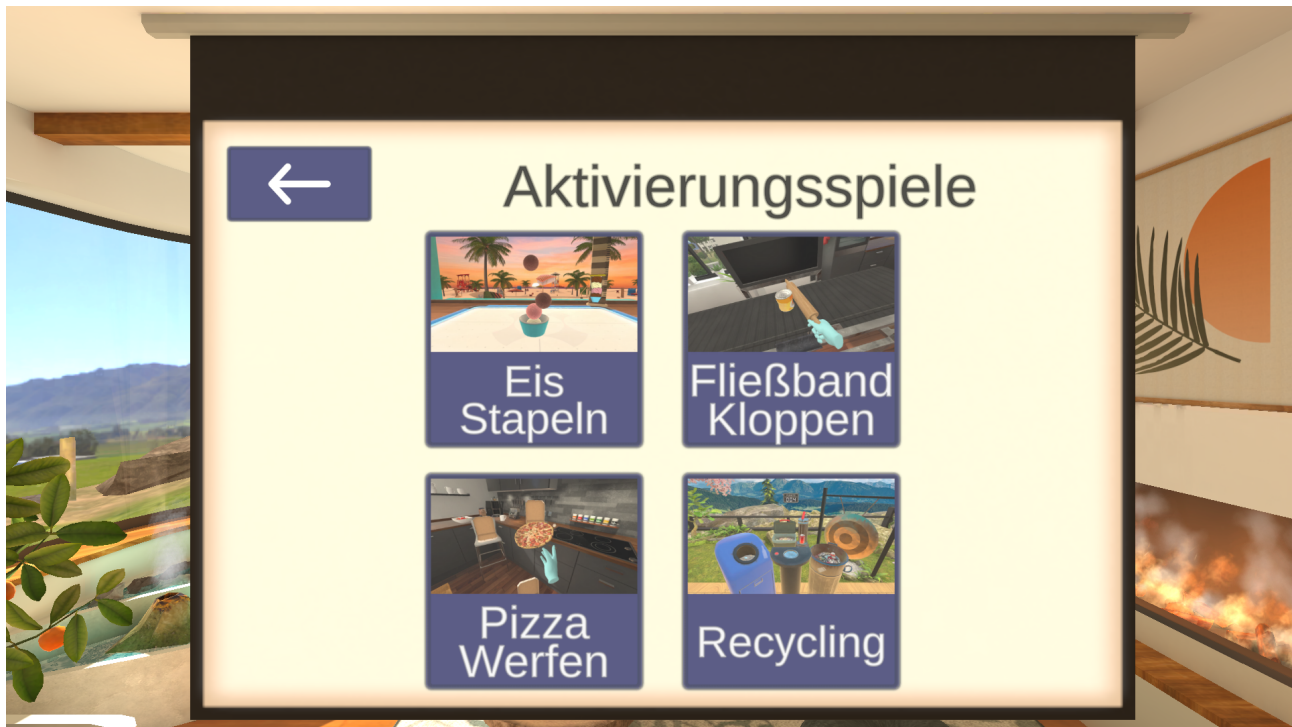 Aktivierungsspiele
Eis
Stapeln
Fließband
Kloppen
Pizza
Werfen
Recycling